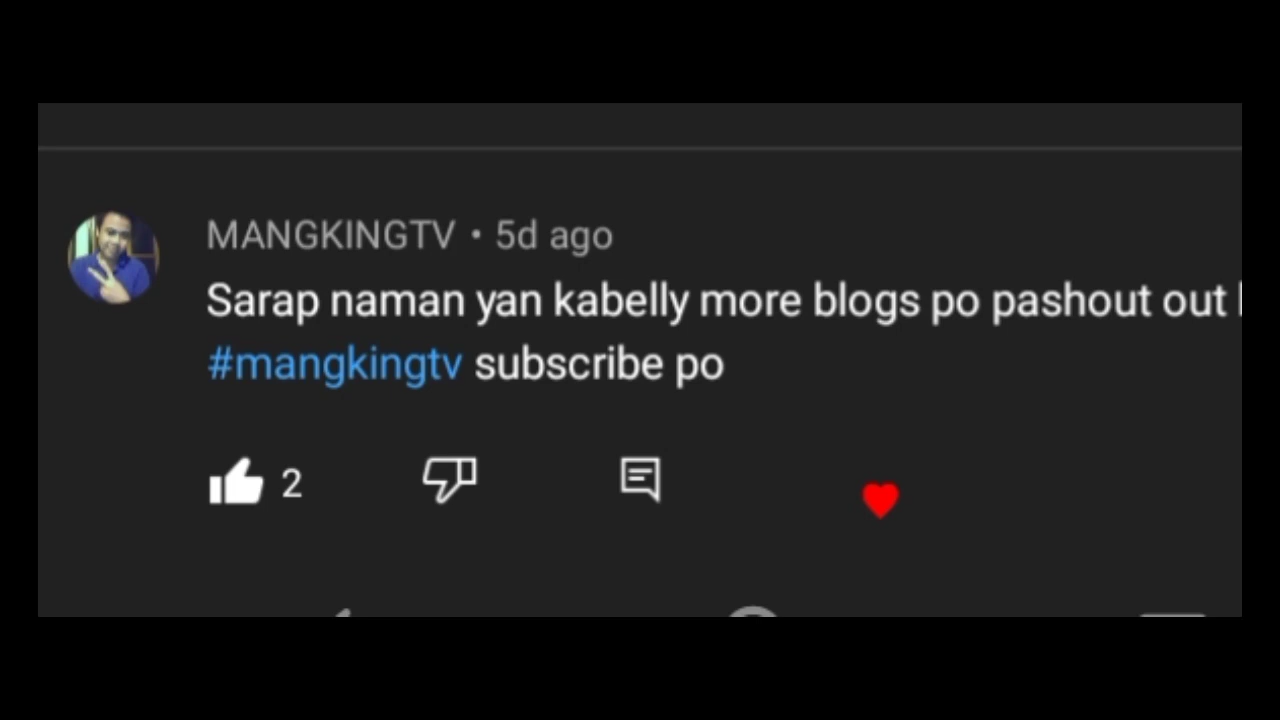 MANGKINGTV • 5d ago
Sarap naman yan kabelly more blogs po pashout out
#mangkingtv subscribe po
2